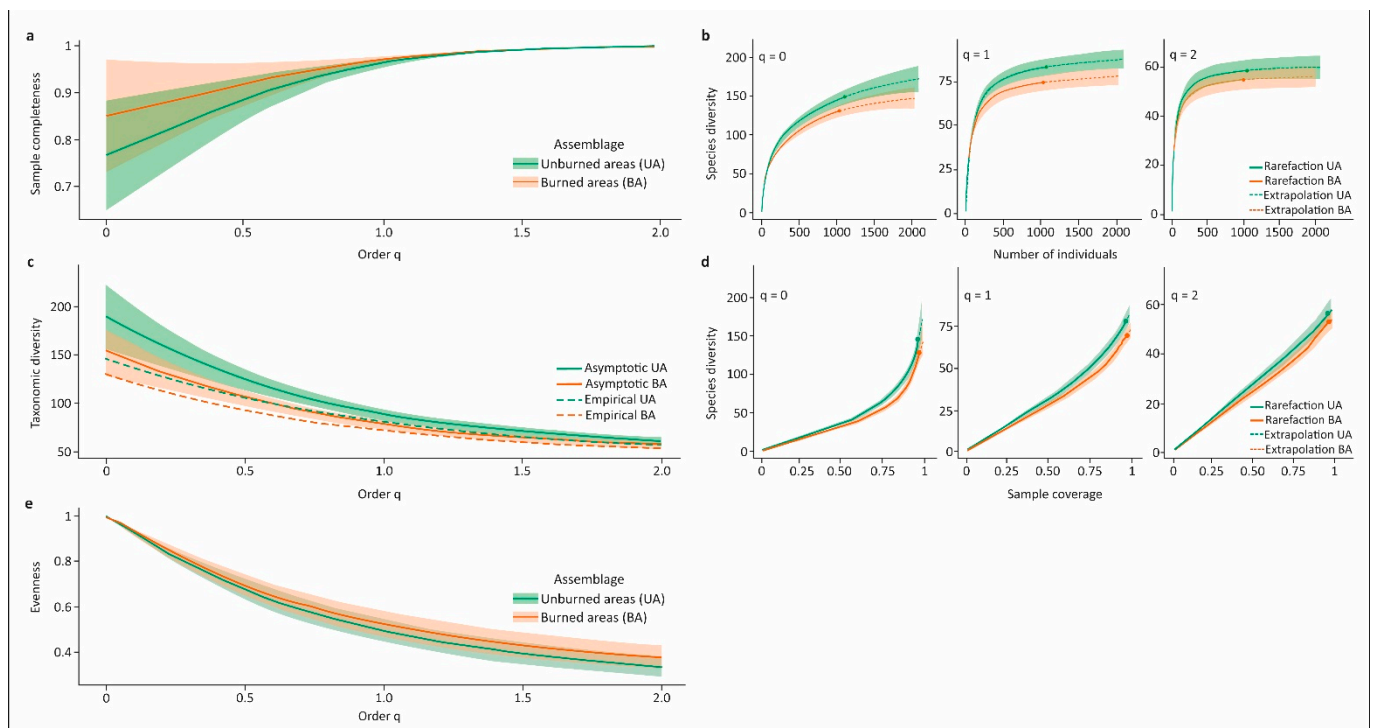 a
1
0.9
0.8
0.7
Sample completeness
Assemblage
Unburned areas (UA)
Burned areas (BA)
0
0.5
1.0
1.5
2.0
Order q
b
200
150
100
50
0
Species diversity
q = 0
0 500 1000 1500 2000
75
50
25
0
q = 1
0 500 1000 1500 2000
60
40
20
0
q = 2
Rarefaction UA
Rarefaction BA
Extrapolation UA
Extrapolation BA
0 500 1000 1500 2000
Number of individuals
c
200
150
100
50
Taxonomic diversity
Asymptotic UA
Asymptotic BA
Empirical UA
Empirical BA
0
0.5
1.0
1.5
2.0
Order q
d
200
150
100
50
0
Species diversity
q = 0
0 0.25 0.50 0.75 1
75
50
25
0
q = 1
0 0.25 0.50 0.75 1
60
40
20
0
q = 2
Rarefaction UA
Rarefaction BA
Extrapolation UA
Extrapolation BA
0 0.25 0.50 0.75 1
Sample coverage
e
1
0.8
0.6
0.4
Evenness
Assemblage
Unburned areas (UA)
Burned areas (BA)
0
0.5
1.0
1.5
2.0
Order q